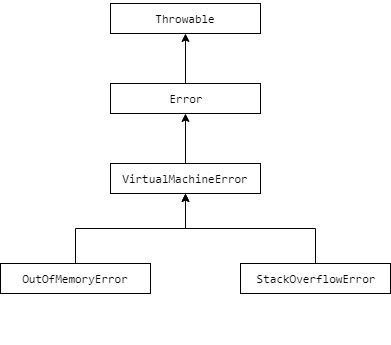 Throwable
Error
VirtualMachineError
OutOfMemoryError
StackOverflowError